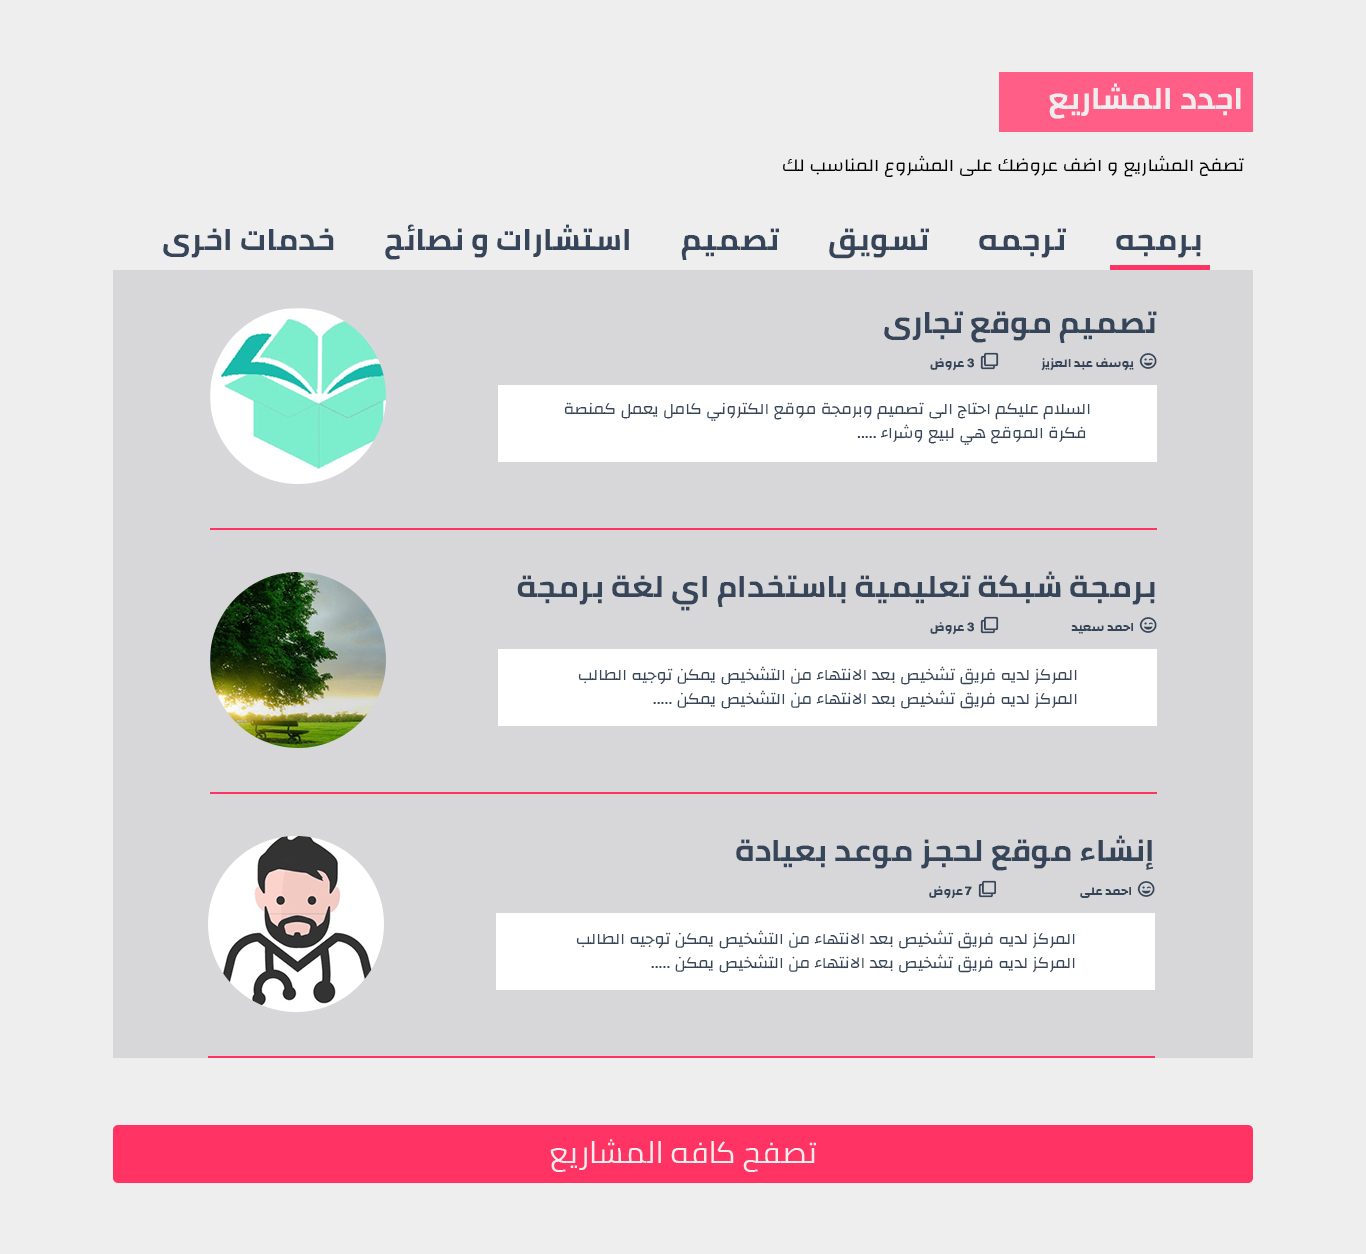 اجدد المشاريع
تصفح المشاريع و اضف عروضك على المشروع المناسب لك
برمجه ترجمه تسويق تصميم استشارات و نصائح خدمات اخرى
تصميم موقع تجارى
يوسف عبد العزيز 3 عروض
السلام عليكم احتاج الى تصميم وبرمجة موقع الكتروني كامل يعمل كمنصة
فكرة الموقع هي لبيع وشراء .....
برمجة شبكة تعليمية باستخدام اي لغة برمجة
احمد سعيد 3 عروض
المركز لديه فريق تشخيص بعد الانتهاء من التشخيص يمكن توجيه الطالب
المركز لديه فريق تشخيص بعد الانتهاء من التشخيص يمكن .....
إنشاء موقع لحجز موعد بعيادة
احمد على 7 عروض
المركز لديه فريق تشخيص بعد الانتهاء من التشخيص يمكن توجيه الطالب
المركز لديه فريق تشخيص بعد الانتهاء من التشخيص يمكن .....
تصفح كافه المشاريع